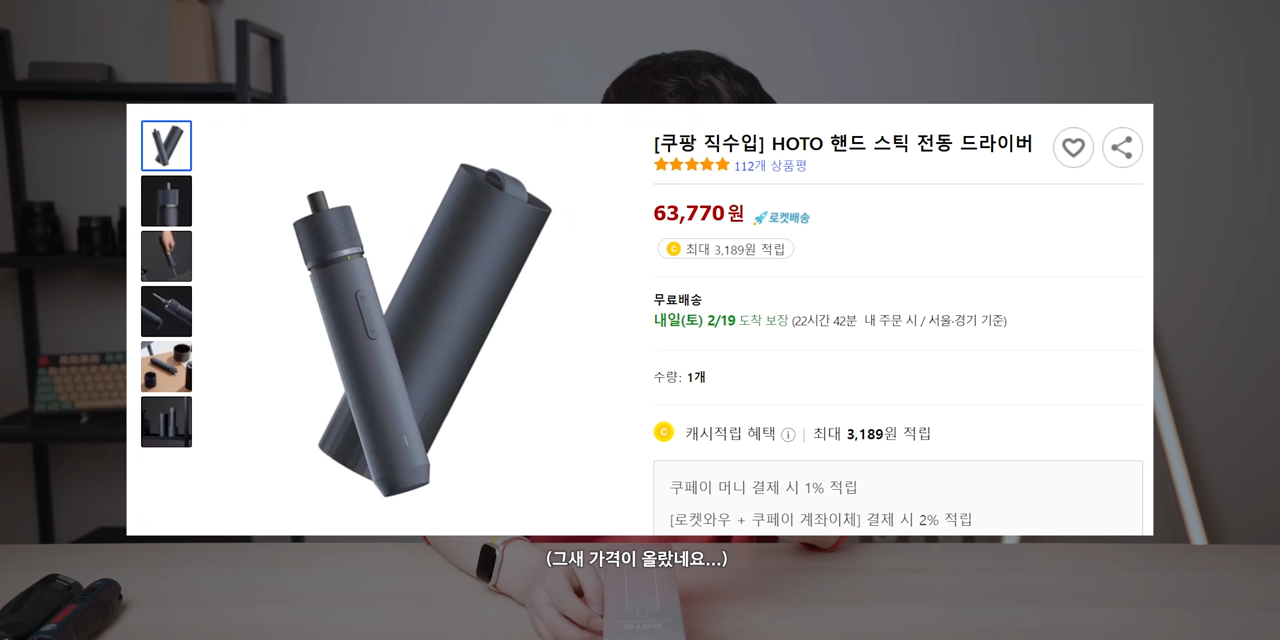 [쿠팡 직수입] HOTO 핸드 스틱 전동 드라이버
112개 상품평
63,770원 로켓배송
C 최대 3,189원 적립
무료배송
내일(토) 2/19 도착 보장 (22시간 42분 내 주문 시 / 서울·경기 기준)
수량: 1개
C 캐시적립 혜택 i | 최대 3,189원 적립
쿠페이 머니 결제 시 1% 적립
[로켓와우 + 쿠페이 계좌이체] 결제 시 2% 적립
(그새 가격이 올랐네요...)